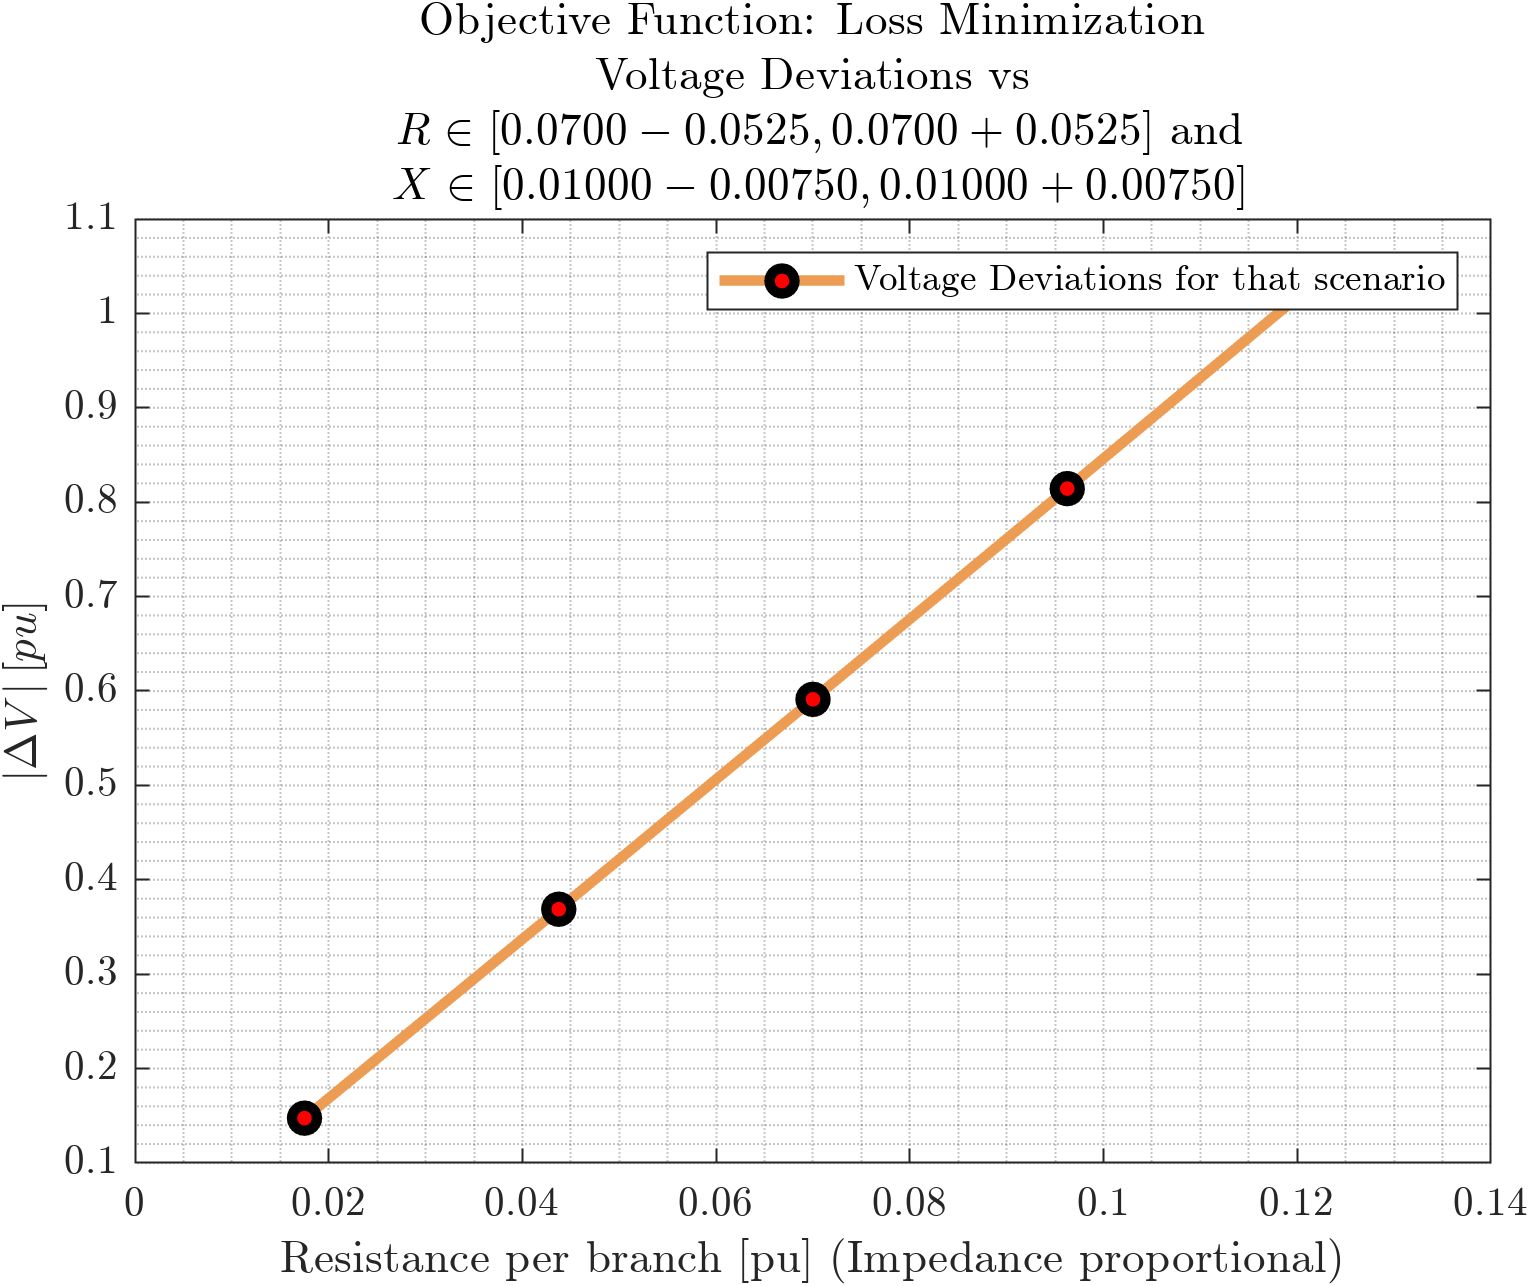 Objective Function: Loss Minimization
Voltage Deviations vs
R ∈ [0.0700 − 0.0525, 0.0700 + 0.0525] and
X ∈ [0.01000 − 0.00750, 0.01000 + 0.00750]
Voltage Deviations for that scenario
1.1
1
0.9
0.8
0.7
0.6
0.5
0.4
0.3
0.2
0.1
|ΔV| [pu]
0 0.02 0.04 0.06 0.08 0.1 0.12 0.14
Resistance per branch [pu] (Impedance proportional)